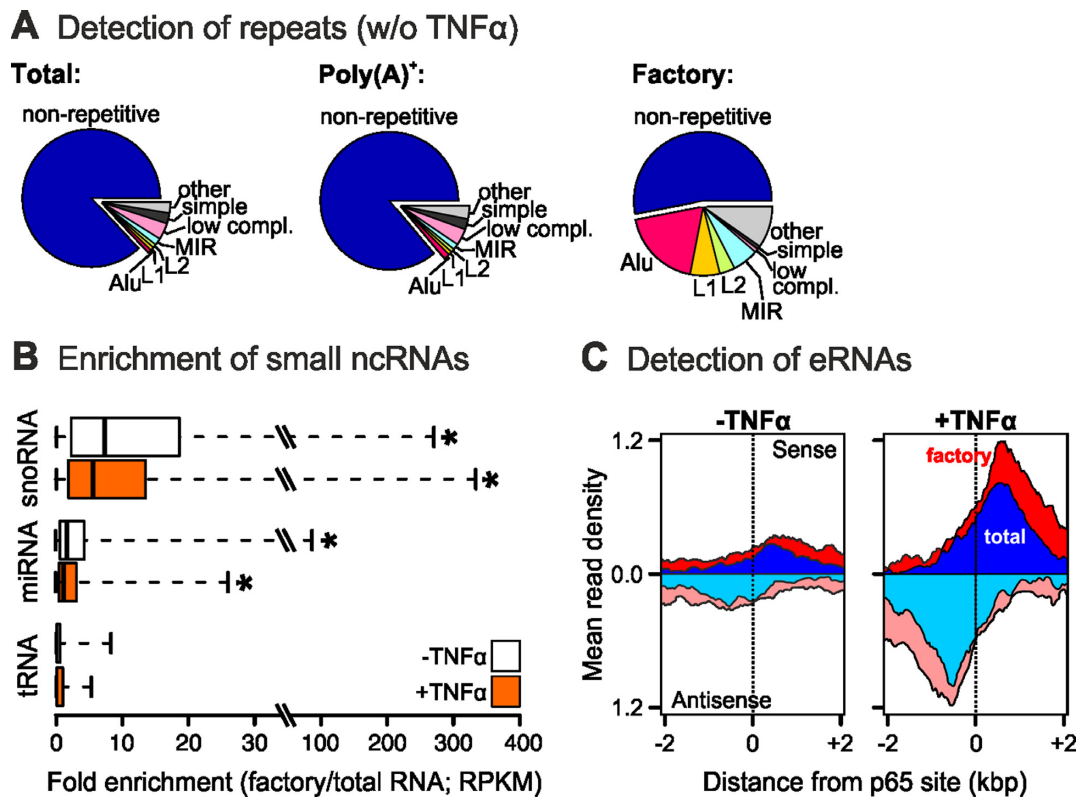 A Detection of repeats (w/o TNFα)
Total:
non-repetitive
other
simple
low compl.
MIR
L2
L1
Alu
Poly(A)+:
non-repetitive
other
simple
low compl.
MIR
L2
L1
Alu
Factory:
non-repetitive
other
simple
low
compl.
MIR
L2
L1
Alu
B Enrichment of small ncRNAs
snoRNA
*
*
miRNA
*
*
tRNA
-TNFα
+TNFα
0 10 20 30 100 200 300 400
Fold enrichment (factory/total RNA; RPKM)
C Detection of eRNAs
-TNFα
+TNFα
Mean read density
1.2
0.0
1.2
Sense
Antisense
factory
total
-2 0 +2
-2 0 +2
Distance from p65 site (kbp)